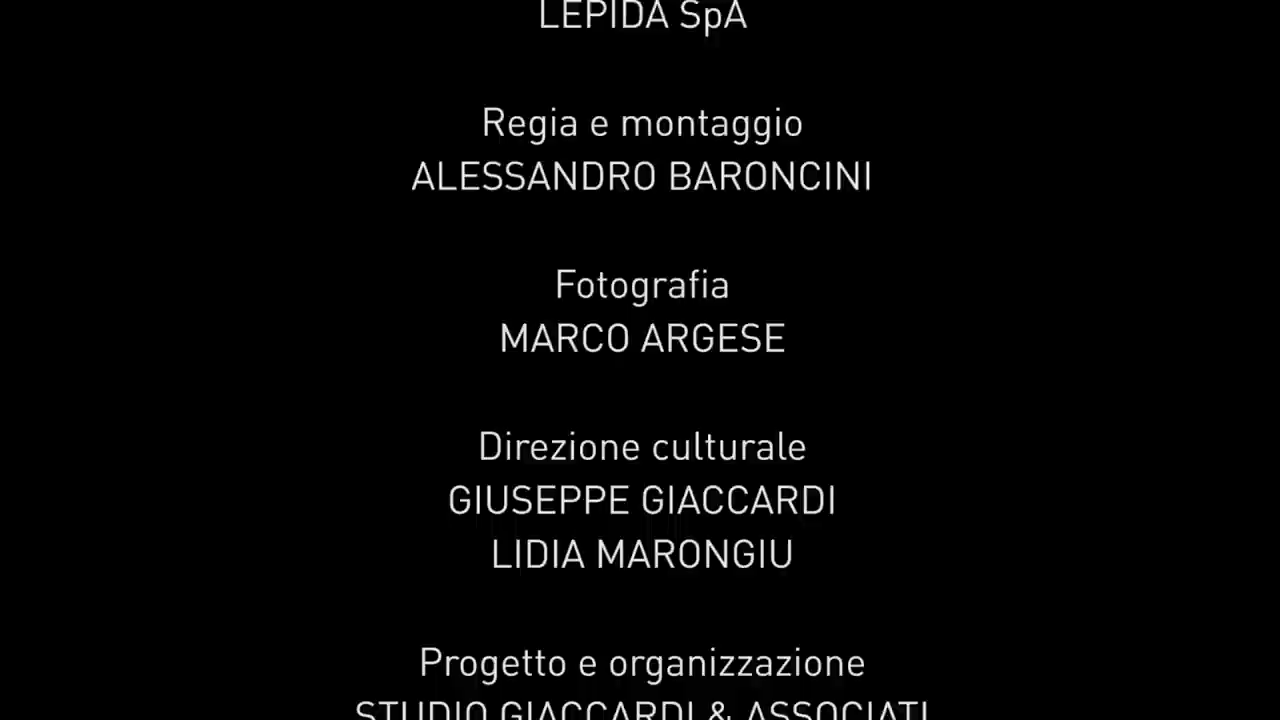 LEPIDA SpA
Regia e montaggio
ALESSANDRO BARONCINI
Fotografia
MARCO ARGESE
Direzione culturale
GIUSEPPE GIACCARDI
LIDIA MARONGIU
Progetto e organizzazione
STUDIO GIACCARDI & ASSOCIATI